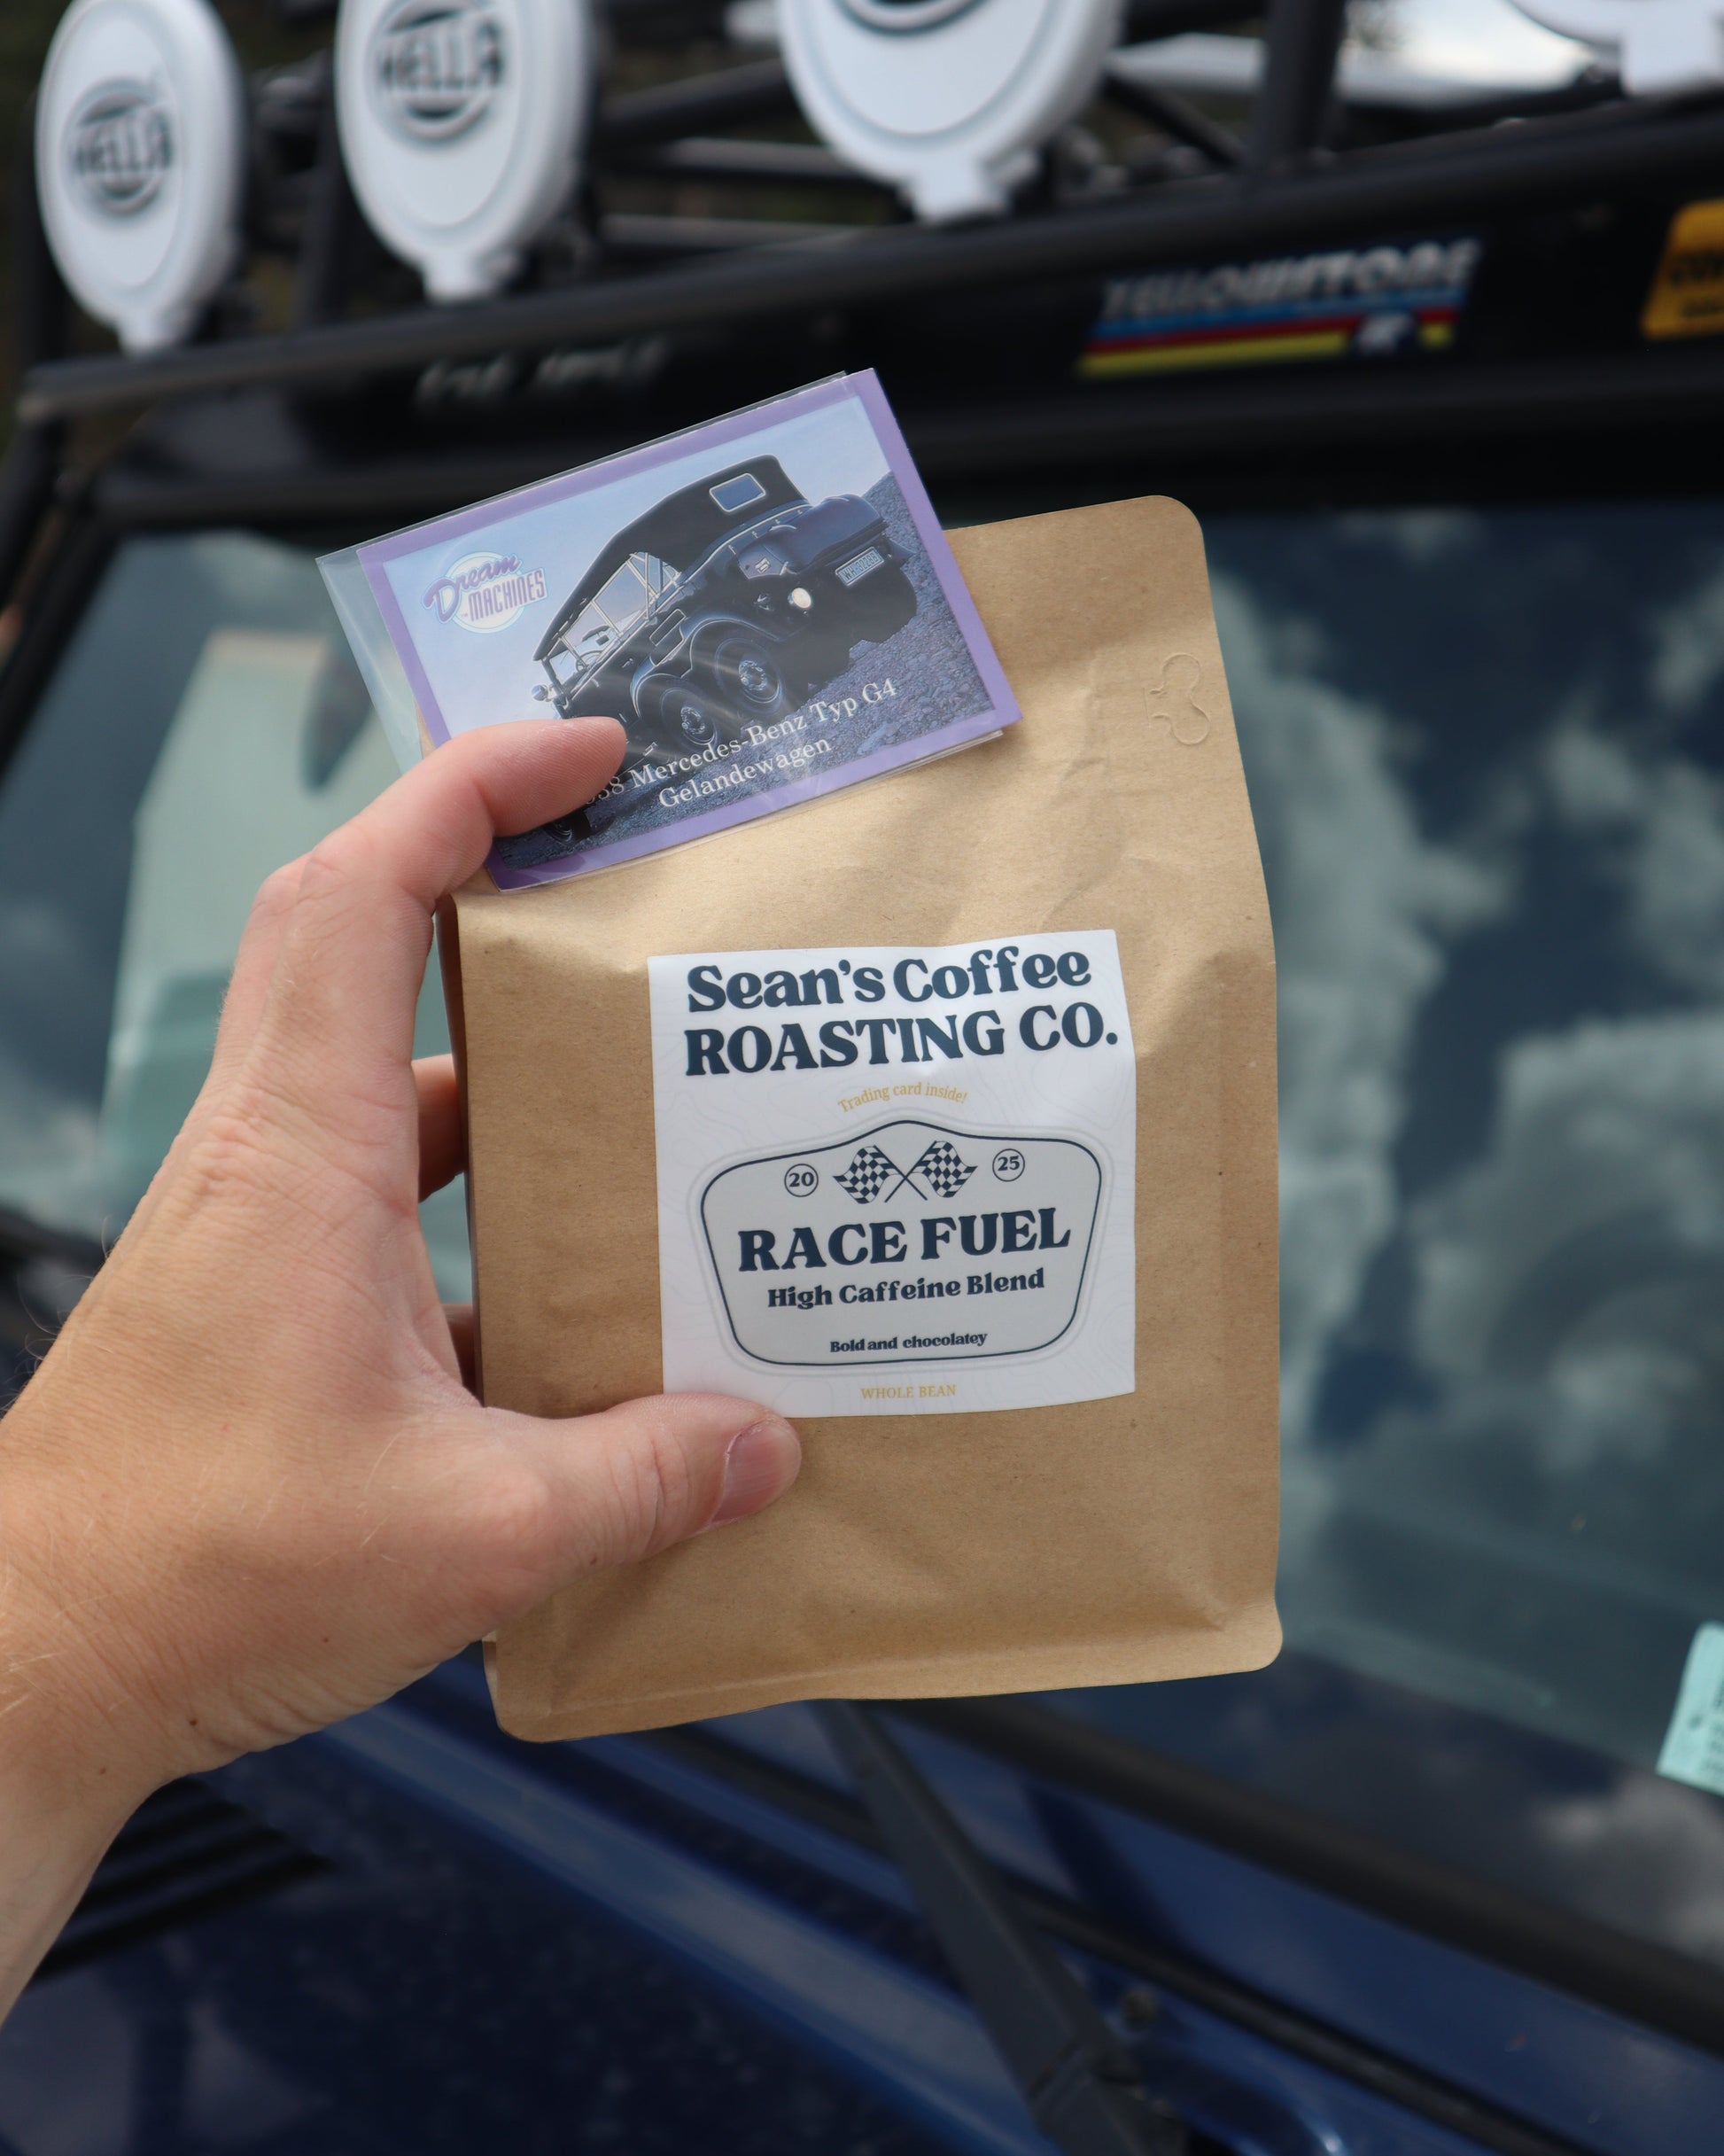 HELLA
HELLA
YELLOWSTONE
Dream
MACHINES
Mercedes-Benz Typ G4
Gelandewagen
Sean's Coffee
ROASTING CO.
Trading card inside!
20 25
RACE FUEL
High Caffeine Blend
Bold and chocolatey
WHOLE BEAN